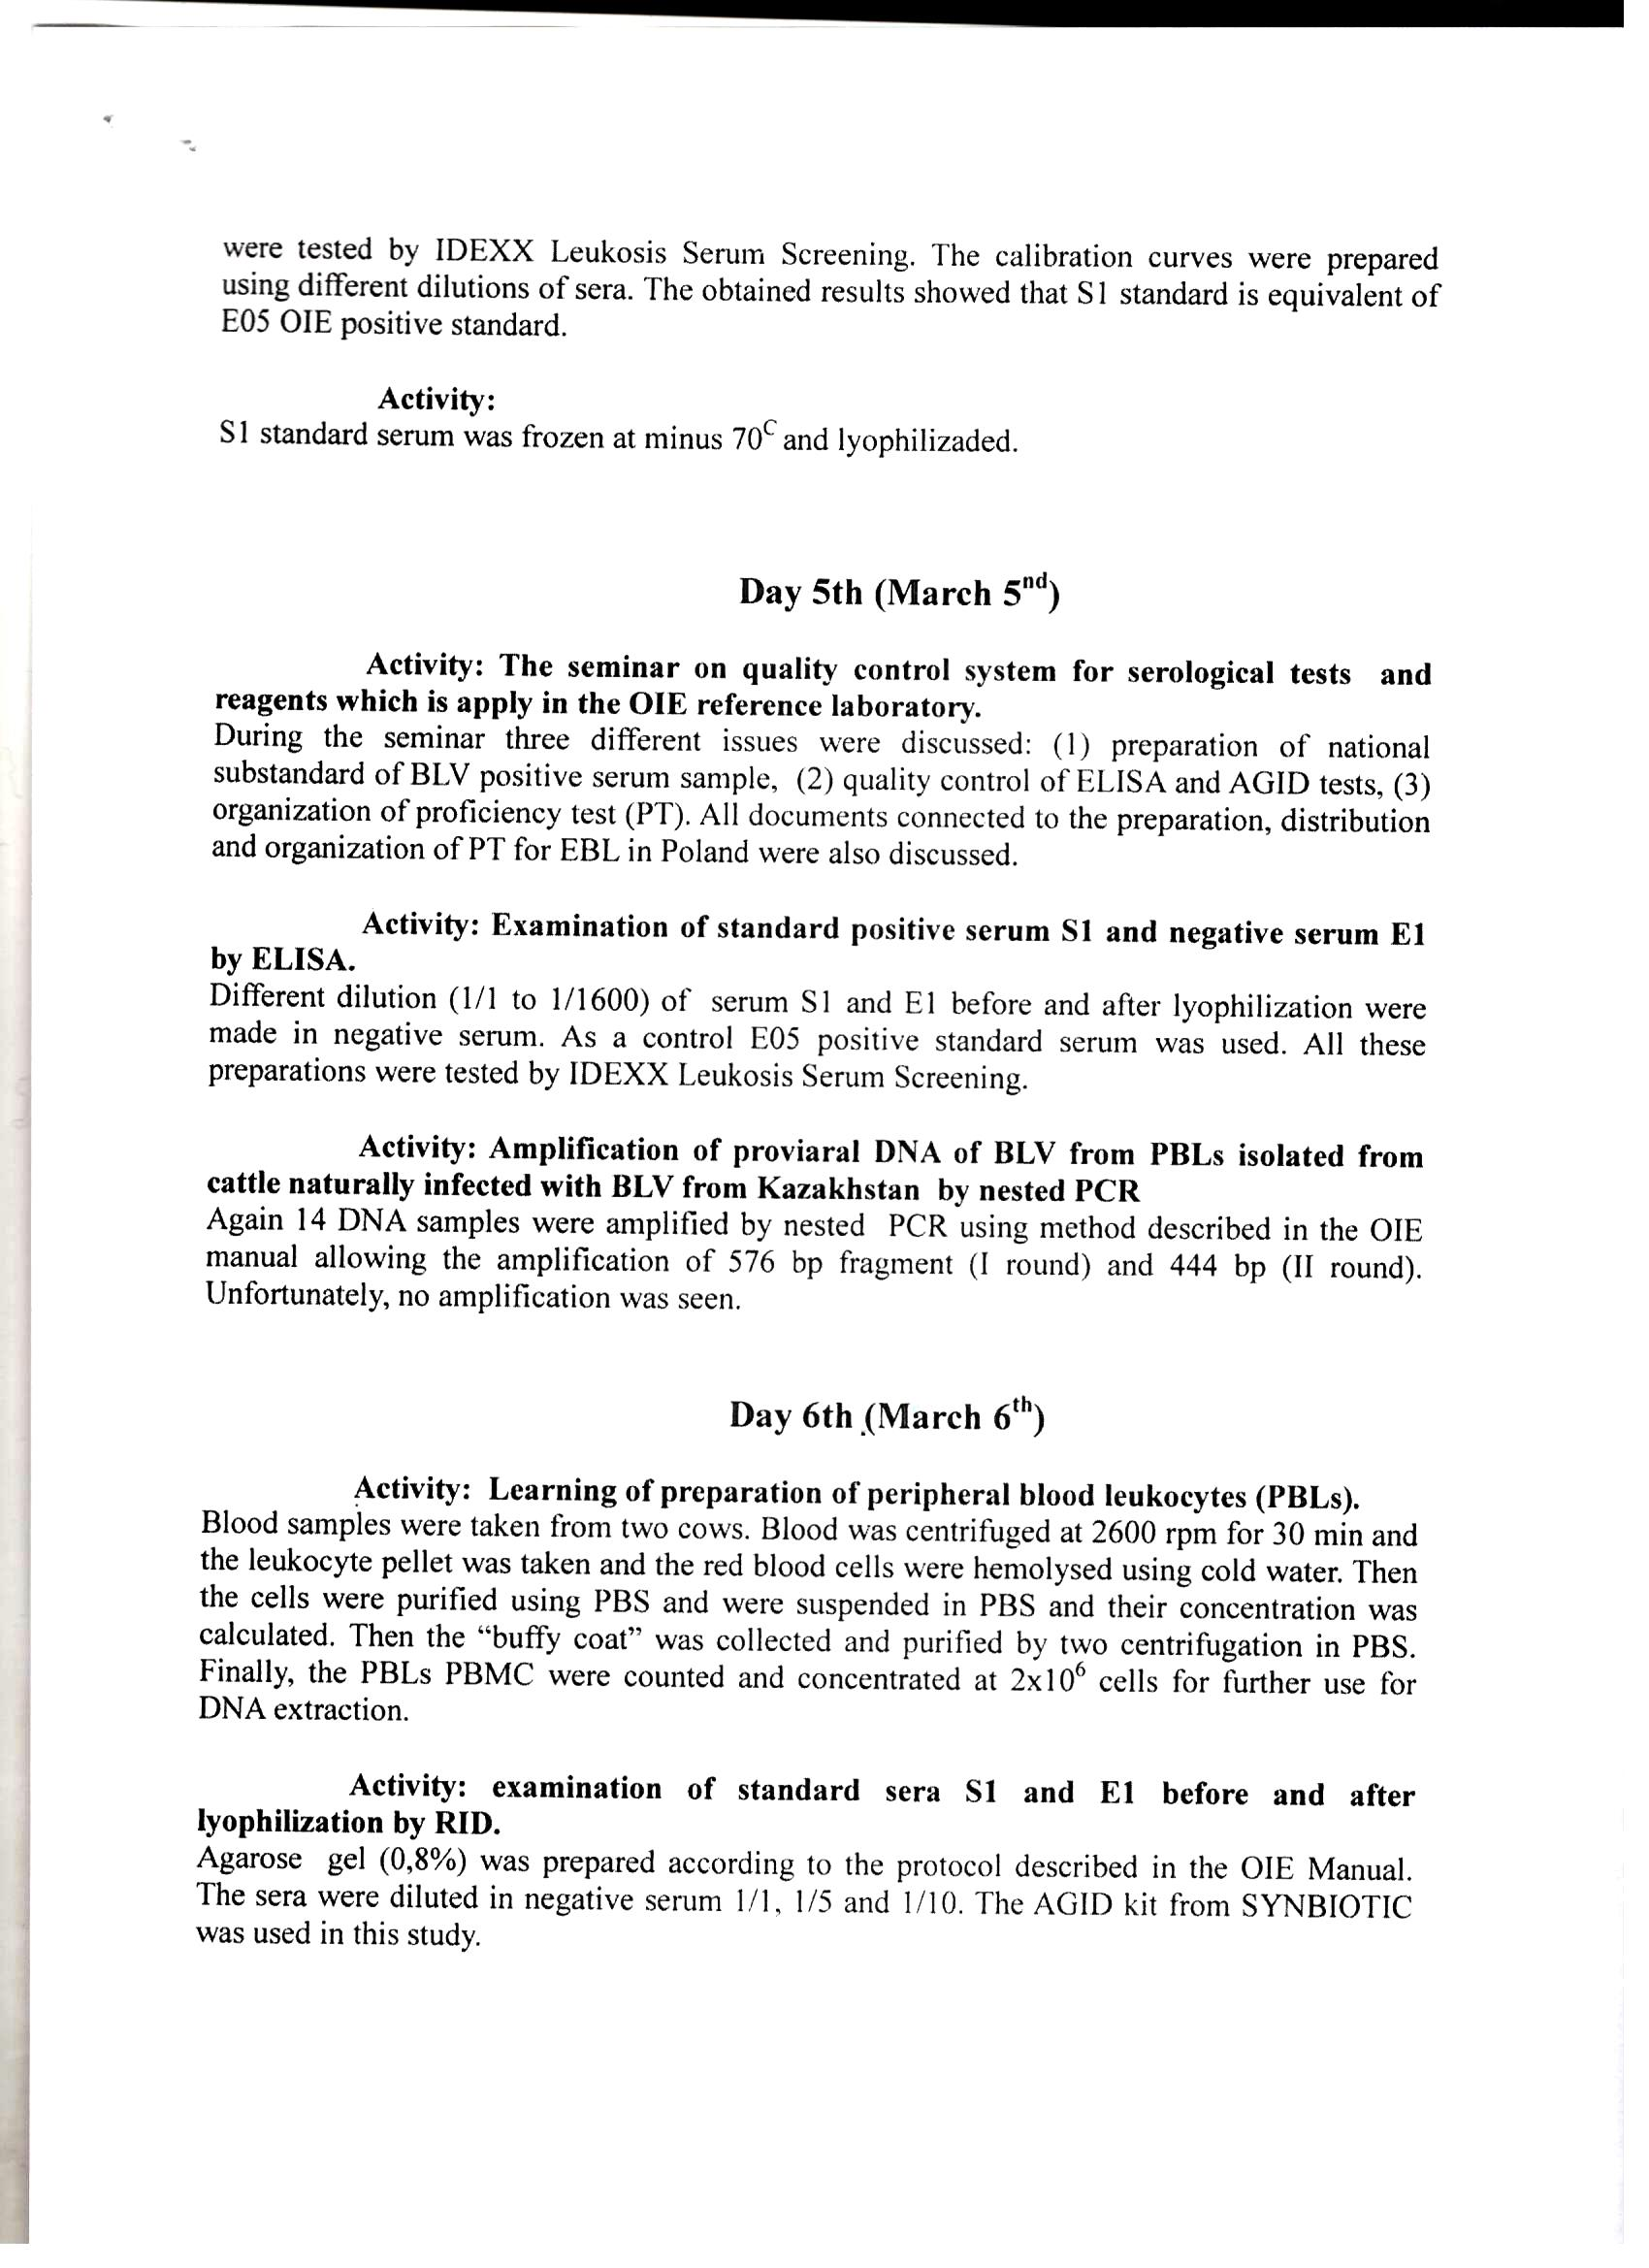 were tested by IDEXX Leukosis Serum Screening. The calibration curves were prepared
using different dilutions of sera. The obtained results showed that S1 standard is equivalent of
E05 OIE positive standard.
Activity:
S1 standard serum was frozen at minus 70C and lyophilizaded.
Day 5th (March 5nd)
Activity: The seminar on quality control system for serological tests and
reagents which is apply in the OIE reference laboratory.
During the seminar three different issues were discussed: (1) preparation of national
substandard of BLV positive serum sample, (2) quality control of ELISA and AGID tests, (3)
organization of proficiency test (PT). All documents connected to the preparation, distribution
and organization of PT for EBL in Poland were also discussed.
Activity: Examination of standard positive serum S1 and negative serum E1
by ELISA.
Different dilution (1/1 to 1/1600) of serum S1 and E1 before and after lyophilization were
made in negative serum. As a control E05 positive standard serum was used. All these
preparations were tested by IDEXX Leukosis Serum Screening.
Activity: Amplification of proviaral DNA of BLV from PBLs isolated from
cattle naturally infected with BLV from Kazakhstan by nested PCR
Again 14 DNA samples were amplified by nested PCR using method described in the OIE
manual allowing the amplification of 576 bp fragment (I round) and 444 bp (II round).
Unfortunately, no amplification was seen.
Day 6th (March 6th)
Activity: Learning of preparation of peripheral blood leukocytes (PBLs).
Blood samples were taken from two cows. Blood was centrifuged at 2600 rpm for 30 min and
the leukocyte pellet was taken and the red blood cells were hemolysed using cold water. Then
the cells were purified using PBS and were suspended in PBS and their concentration was
calculated. Then the “buffy coat” was collected and purified by two centrifugation in PBS.
Finally, the PBLs PBMC were counted and concentrated at 2x10⁶ cells for further use for
DNA extraction.
Activity: examination of standard sera S1 and E1 before and after
lyophilization by RID.
Agarose gel (0,8%) was prepared according to the protocol described in the OIE Manual.
The sera were diluted in negative serum 1/1, 1/5 and 1/10. The AGID kit from SYNBIOTIC
was used in this study.